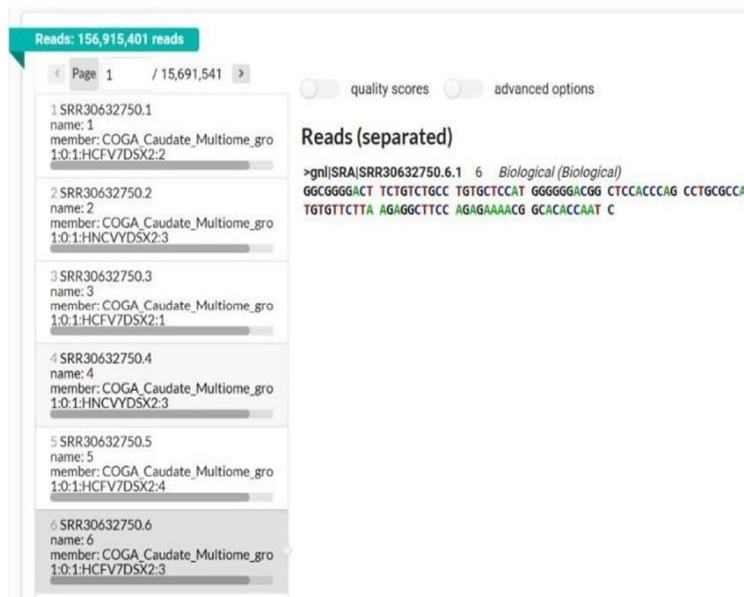 Reads: 156,915,401 reads
< Page 1 / 15,691,541 >
1 SRR30632750.1
name: 1
member: COGA_Caudate_Multiome_gro
1:0:1:HCFV7DSX2:2
2 SRR30632750.2
name: 2
member: COGA_Caudate_Multiome_gro
1:0:1:HNCVYDSX2:3
3 SRR30632750.3
name: 3
member: COGA_Caudate_Multiome_gro
1:0:1:HCFV7DSX2:1
4 SRR30632750.4
name: 4
member: COGA_Caudate_Multiome_gro
1:0:1:HNCVYDSX2:3
5 SRR30632750.5
name: 5
member: COGA_Caudate_Multiome_gro
1:0:1:HCFV7DSX2:4
6 SRR30632750.6
name: 6
member: COGA_Caudate_Multiome_gro
1:0:1:HCFV7DSX2:3
quality scores advanced options
Reads (separated)
>gnl|SRA|SRR30632750.6.1 6 Biological (Biological)
GGCGGGGACT TCTGTCTGCC TGTGCTCCAT GGGGGGACGG CTCCACCCAG CCTGCGCCA
TGTGTTCTTA AGAGGCTTCC AGAGAAAACG GCACACCAAT C